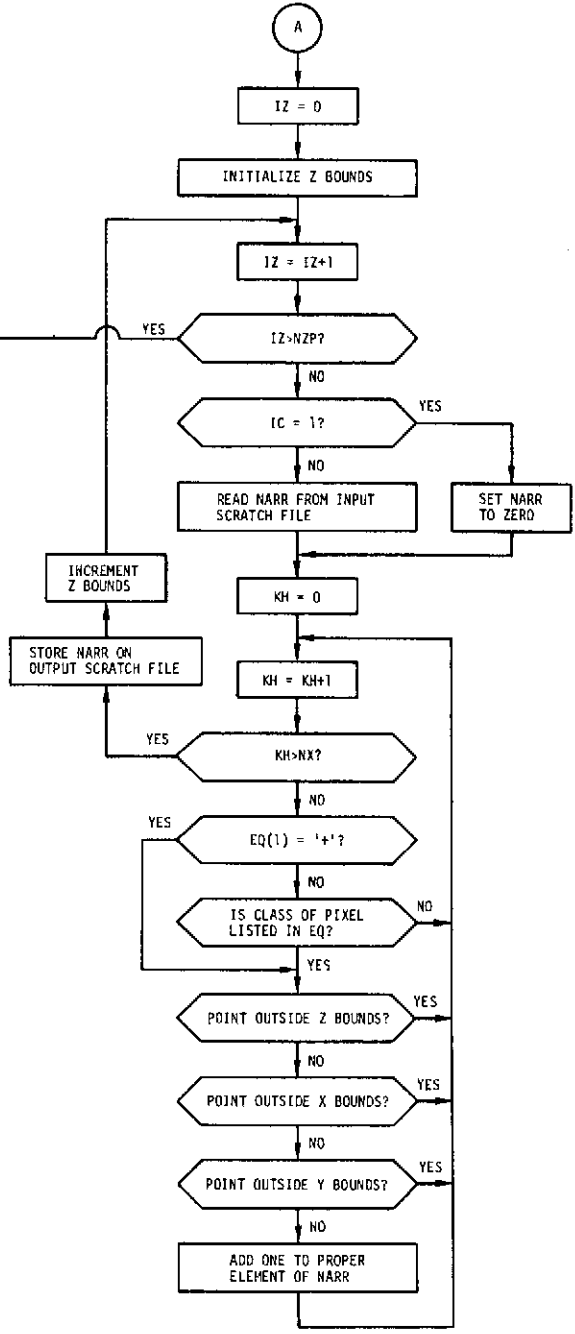 A
IZ = 0
INITIALIZE Z BOUNDS
IZ = IZ+1
YES
IZ>NZP?
NO
IC = 1?
YES
NO
READ NARR FROM INPUT
SCRATCH FILE
SET NARR
TO ZERO
INCREMENT
Z BOUNDS
KH = 0
STORE NARR ON
OUTPUT SCRATCH FILE
KH = KH+1
YES
KH>NX?
NO
YES
EQ(1) = '+'?
NO
IS CLASS OF PIXEL
LISTED IN EQ?
NO
YES
POINT OUTSIDE Z BOUNDS?
YES
NO
POINT OUTSIDE X BOUNDS?
YES
NO
POINT OUTSIDE Y BOUNDS?
YES
NO
ADD ONE TO PROPER
ELEMENT OF NARR